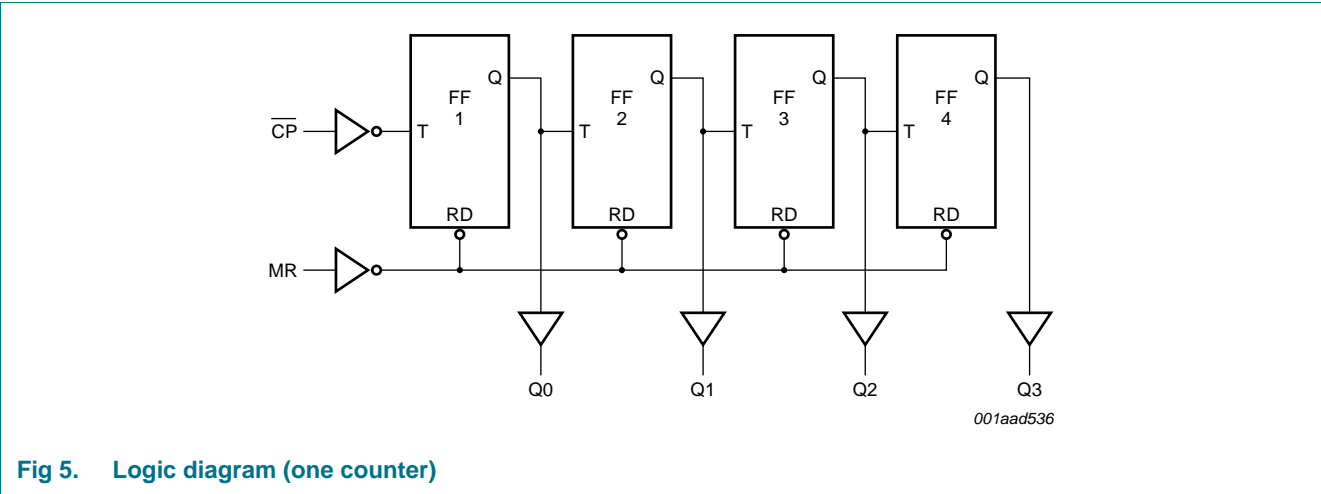 Q Q Q Q
FF FF FF FF
1 2 3 4
CP T T T T
RD RD RD RD
MR
Q0 Q1 Q2 Q3
001aad536
Fig 5. Logic diagram (one counter)